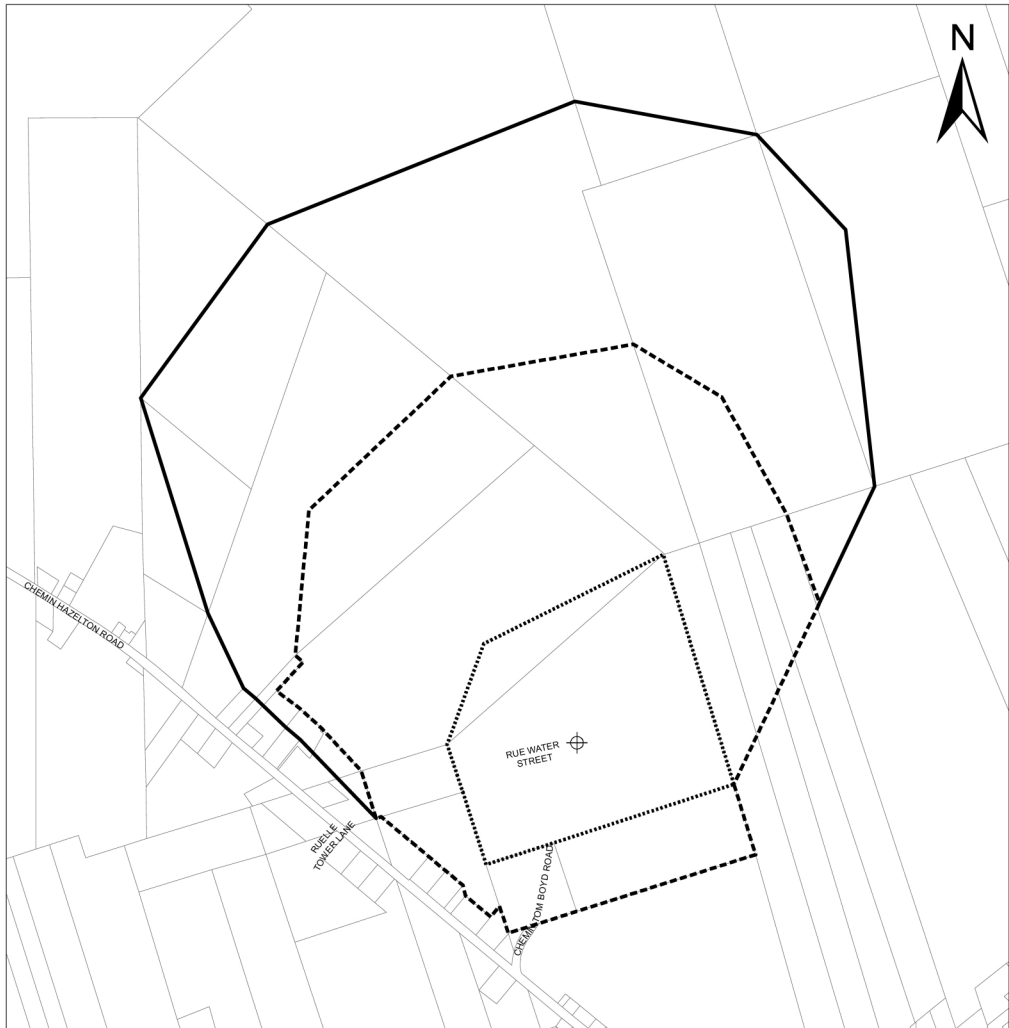 N
CHEMIN HAZELTON ROAD
RUE WATER
STREET
RUELLE
TOWER LANE
CHEMIN TOM BOYD ROAD